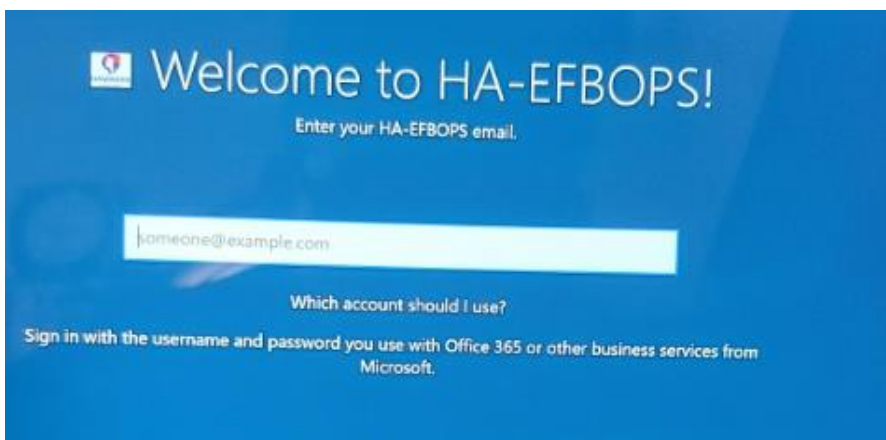 Welcome to HA-EFBOPS!
Enter your HA-EFBOPS email.
someone@example.com
Which account should I use?
Sign in with the username and password you use with Office 365 or other business services from
Microsoft.